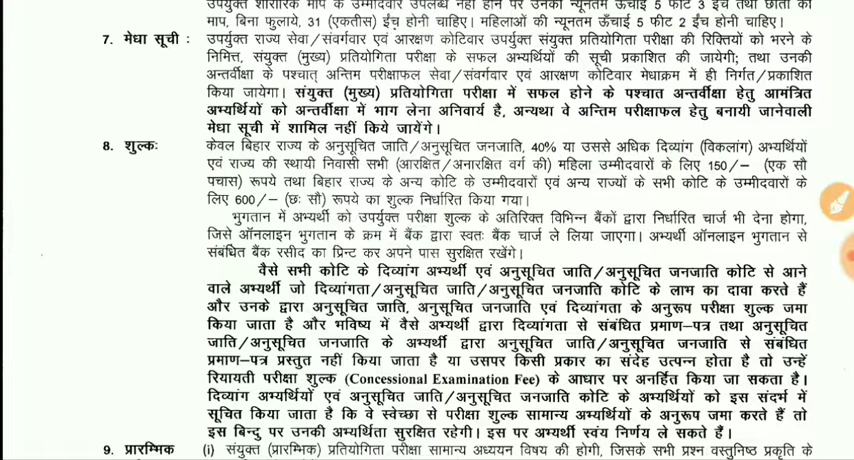 उपर्युक्त शारीरिक माप के उम्मीदवार उपलब्ध नहीं होने पर उनकी न्यूनतम ऊँचाई 5 फीट 3 इंच तथा छाती की
माप, बिना फुलाये, 31 (एकतीस) ईंच होनी चाहिए। महिलाओं की न्यूनतम ऊँचाई 5 फीट 2 ईंच होनी चाहिए।
7. मेधा सूची : उपर्युक्त राज्य सेवा/संवर्गवार एवं आरक्षण कोटिवार उपर्युक्त संयुक्त प्रतियोगिता परीक्षा की रिक्तियों को भरने के
निमित्त, संयुक्त (मुख्य) प्रतियोगिता परीक्षा के सफल अभ्यर्थियों की सूची प्रकाशित की जायेगी; तथा उनकी
अन्तर्वीक्षा के पश्चात् अन्तिम परीक्षाफल सेवा/संवर्गवार एवं आरक्षण कोटिवार मेधाक्रम में ही निर्गत/प्रकाशित
किया जायेगा। संयुक्त (मुख्य) प्रतियोगिता परीक्षा में सफल होने के पश्चात अन्तर्वीक्षा हेतु आमंत्रित
अभ्यर्थियों को अन्तर्वीक्षा में भाग लेना अनिवार्य है, अन्यथा वे अन्तिम परीक्षाफल हेतु बनायी जानेवाली
मेधा सूची में शामिल नहीं किये जायेंगे।
8. शुल्कः केवल बिहार राज्य के अनुसूचित जाति/अनुसूचित जनजाति, 40% या उससे अधिक दिव्यांग (विकलांग) अभ्यर्थियों
एवं राज्य की स्थायी निवासी सभी (आरक्षित/अनारक्षित वर्ग की) महिला उम्मीदवारों के लिए 150/– (एक सौ
पचास) रूपये तथा बिहार राज्य के अन्य कोटि के उम्मीदवारों एवं अन्य राज्यों के सभी कोटि के उम्मीदवारों के
लिए 600/– (छः सौ) रूपये का शुल्क निर्धारित किया गया।
भुगतान में अभ्यर्थी को उपर्युक्त परीक्षा शुल्क के अतिरिक्त विभिन्न बैंकों द्वारा निर्धारित चार्ज भी देना होगा,
जिसे ऑनलाइन भुगतान के क्रम में बैंक द्वारा स्वतः बैंक चार्ज ले लिया जाएगा। अभ्यर्थी ऑनलाइन भुगतान से
संबंधित बैंक रसीद का प्रिन्ट कर अपने पास सुरक्षित रखेंगे।
वैसे सभी कोटि के दिव्यांग अभ्यर्थी एवं अनुसूचित जाति/अनुसूचित जनजाति कोटि से आने
वाले अभ्यर्थी जो दिव्यांगता/अनुसूचित जाति/अनुसूचित जनजाति कोटि के लाभ का दावा करते हैं
और उनके द्वारा अनुसूचित जाति, अनुसूचित जनजाति एवं दिव्यांगता के अनुरूप परीक्षा शुल्क जमा
किया जाता है और भविष्य में वैसे अभ्यर्थी द्वारा दिव्यांगता से संबंधित प्रमाण–पत्र तथा अनुसूचित
जाति/अनुसूचित जनजाति के अभ्यर्थी द्वारा अनुसूचित जाति/अनुसूचित जनजाति से संबंधित
प्रमाण–पत्र प्रस्तुत नहीं किया जाता है या उसपर किसी प्रकार का संदेह उत्पन्न होता है तो उन्हें
रियायती परीक्षा शुल्क (Concessional Examination Fee) के आधार पर अनर्हित किया जा सकता है।
दिव्यांग अभ्यर्थियों एवं अनुसूचित जाति/अनुसूचित जनजाति कोटि के अभ्यर्थियों को इस संदर्भ में
सूचित किया जाता है कि वे स्वेच्छा से परीक्षा शुल्क सामान्य अभ्यर्थियों के अनुरूप जमा करते हैं तो
इस बिन्दु पर उनकी अभ्यर्थिता सुरक्षित रहेगी। इस पर अभ्यर्थी स्वंय निर्णय ले सकते हैं।
9. प्रारम्भिक (i) संयुक्त (प्रारम्भिक) प्रतियोगिता परीक्षा सामान्य अध्ययन विषय की होगी, जिसके सभी प्रश्न वस्तुनिष्ठ प्रकृति के